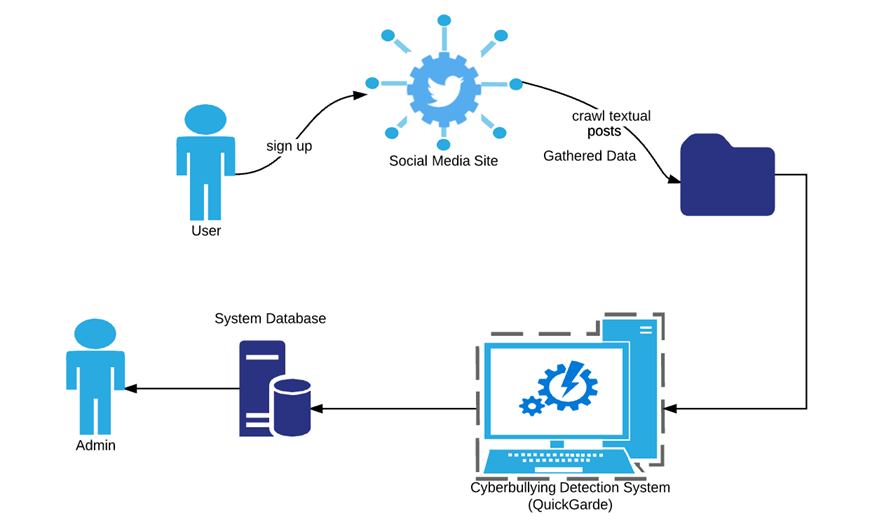 sign up
User
Social Media Site
crawl textual
posts
Gathered Data
System Database
Admin
Cyberbullying Detection System
(QuickGarde)